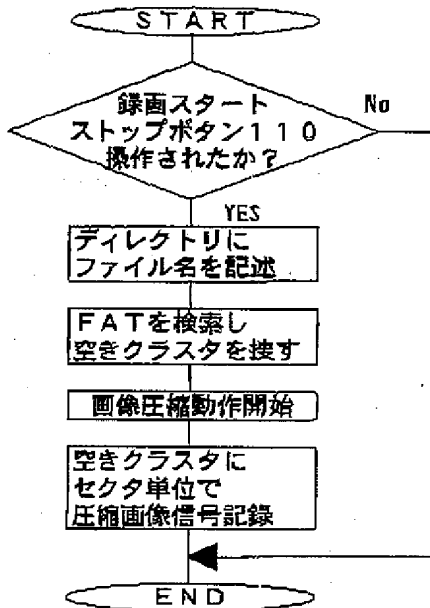 ＳＴＡＲＴ
録画スタート
ストップボタン１１０
操作されたか？
No
YES
ディレクトリに
ファイル名を記述
ＦＡＴを検索し
空きクラスタを捜す
画像圧縮動作開始
空きクラスタに
セクタ単位で
圧縮画像信号記録
ＥＮＤ